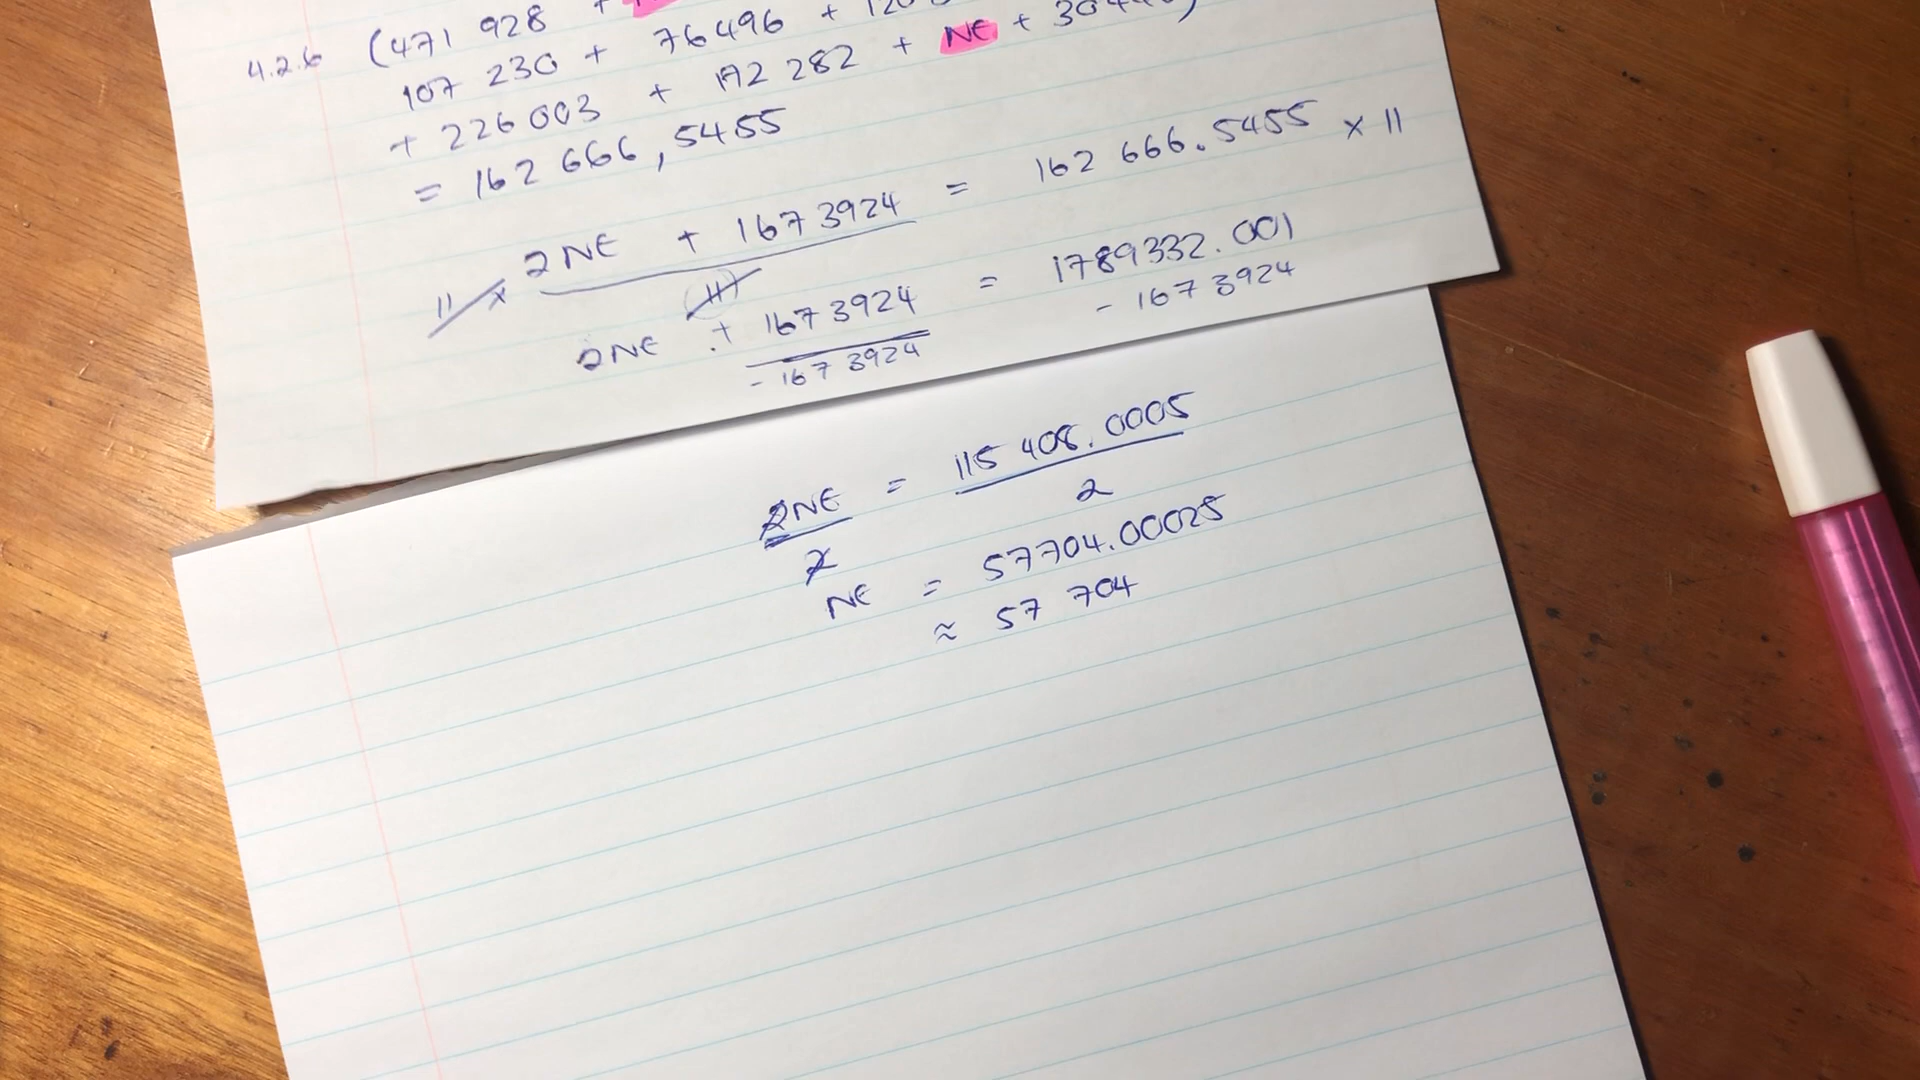 4.2.6 (471 928 +
107 230 + 76496 +
+ 226 003 + 172 282 + NE +
= 162 666,5455
11 × 2NE + 1673924 = 162 666.5455 × 11
11
2NE + 1673924 = 1789332.001
- 1673924 - 1673924
2NE = 115 408.0005
2 2
NE = 57704.00025
≈ 57 704